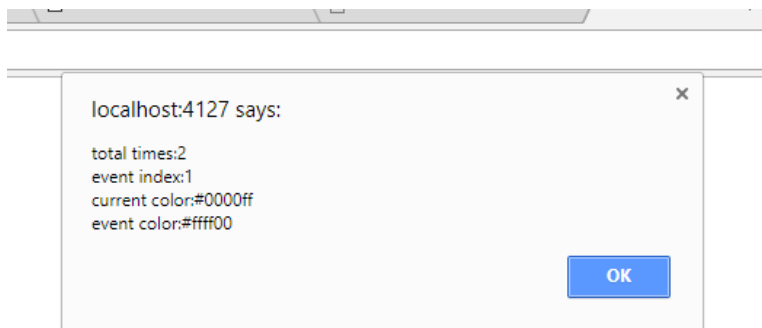 localhost:4127 says:
total times:2
event index:1
current color:#0000ff
event color:#ffff00
OK